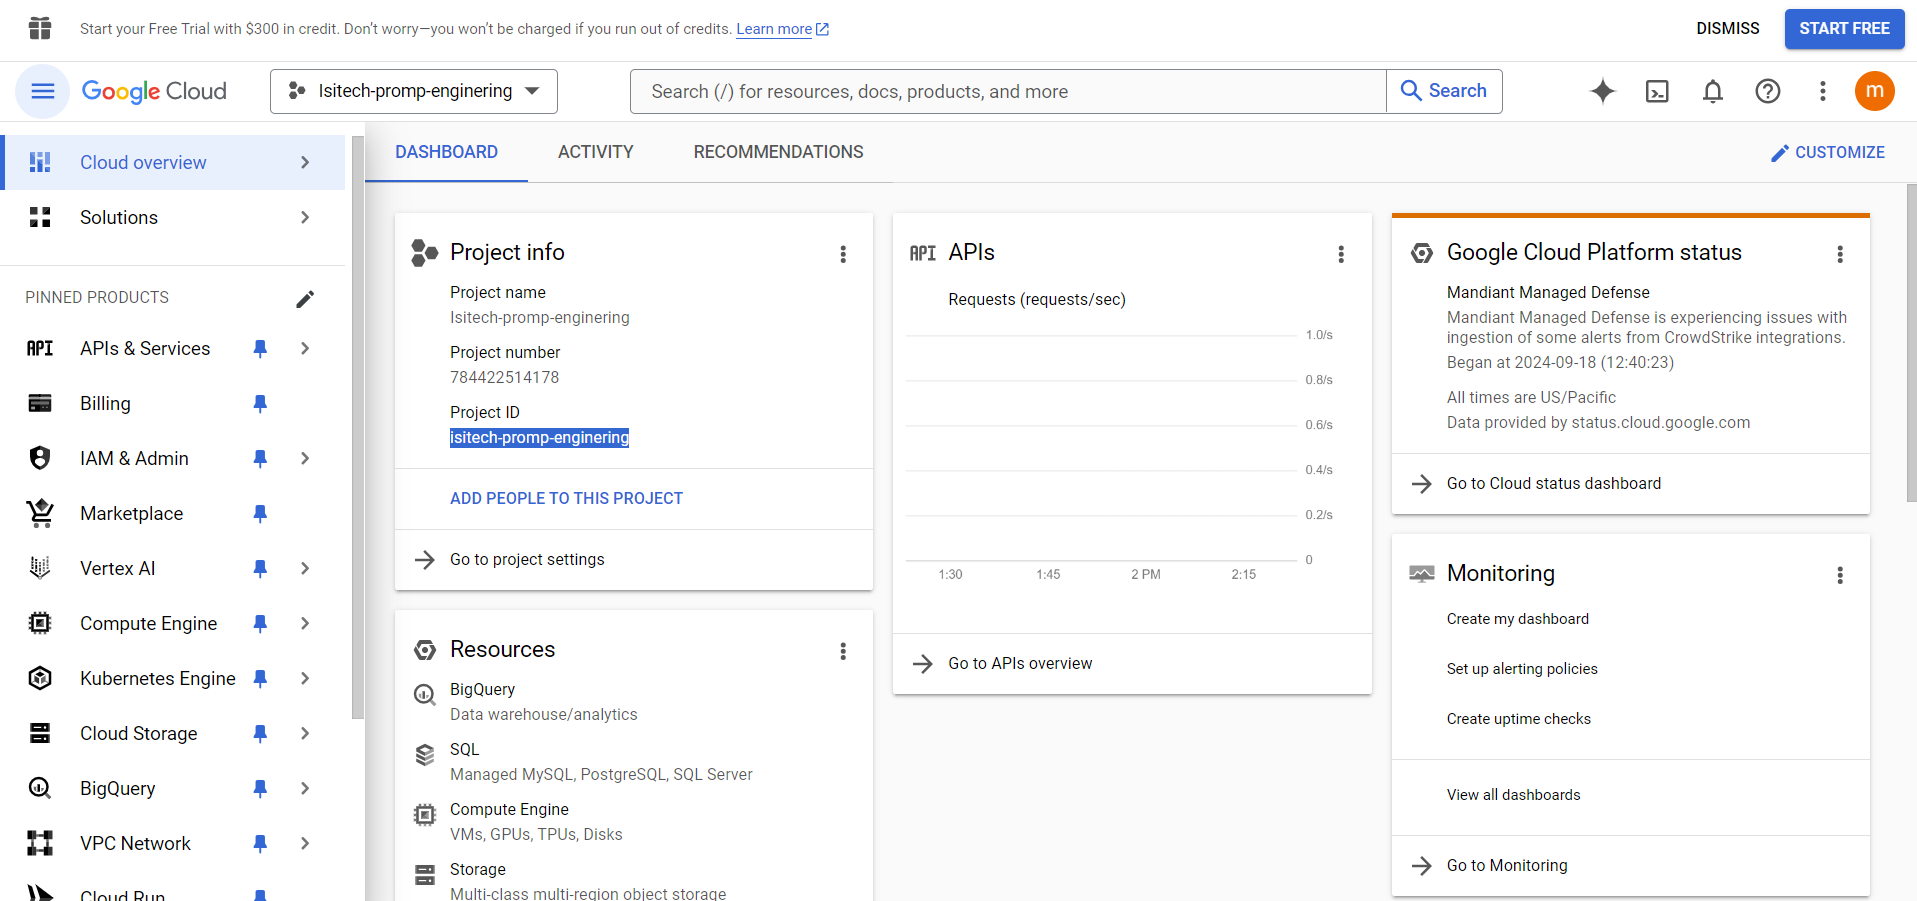 Start your Free Trial with $300 in credit. Don’t worry—you won’t be charged if you run out of credits. Learn more
DISMISS
START FREE
Google Cloud
Isitech-promp-enginering
Search (/) for resources, docs, products, and more
Search
m
Cloud overview
Solutions
PINNED PRODUCTS
API APIs & Services
Billing
IAM & Admin
Marketplace
Vertex AI
Compute Engine
Kubernetes Engine
Cloud Storage
BigQuery
VPC Network
Cloud Run
DASHBOARD
ACTIVITY
RECOMMENDATIONS
CUSTOMIZE
Project info
Project name
Isitech-promp-enginering
Project number
784422514178
Project ID
isitech-promp-enginering
ADD PEOPLE TO THIS PROJECT
Go to project settings
Resources
BigQuery
Data warehouse/analytics
SQL
Managed MySQL, PostgreSQL, SQL Server
Compute Engine
VMs, GPUs, TPUs, Disks
Storage
Multi-class multi-region object storage
API APIs
Requests (requests/sec)
1.0/s
0.8/s
0.6/s
0.4/s
0.2/s
0
1:30 1:45 2 PM 2:15
Go to APIs overview
Google Cloud Platform status
Mandiant Managed Defense
Mandiant Managed Defense is experiencing issues with
ingestion of some alerts from CrowdStrike integrations.
Began at 2024-09-18 (12:40:23)
All times are US/Pacific
Data provided by status.cloud.google.com
Go to Cloud status dashboard
Monitoring
Create my dashboard
Set up alerting policies
Create uptime checks
View all dashboards
Go to Monitoring